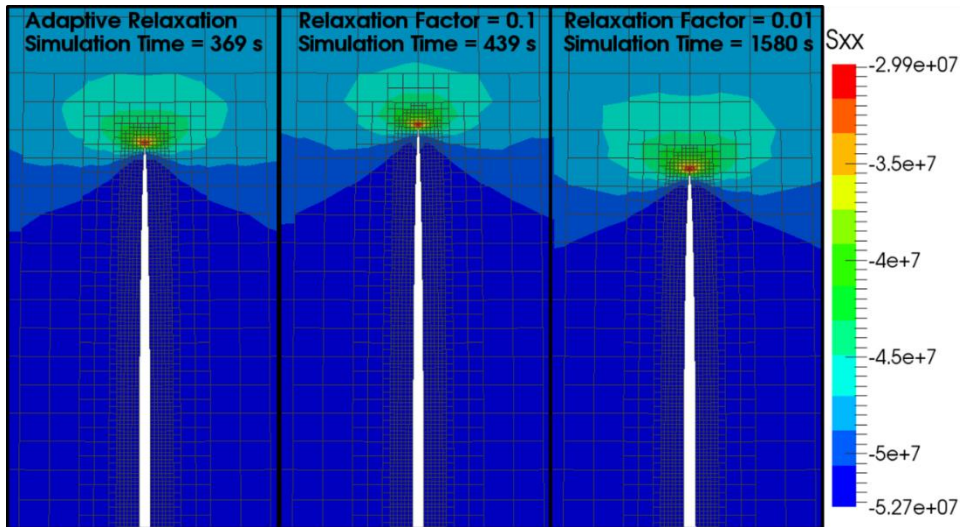 Adaptive Relaxation
Simulation Time = 369 s
Relaxation Factor = 0.1
Simulation Time = 439 s
Relaxation Factor = 0.01
Simulation Time = 1580 s
Sxx
-2.99e+07
-3.5e+7
-4e+7
-4.5e+7
-5e+7
-5.27e+07